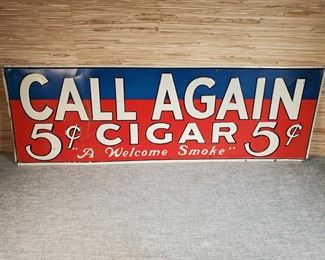 CALL AGAIN
5¢ CIGAR 5¢
"A Welcome Smoke"